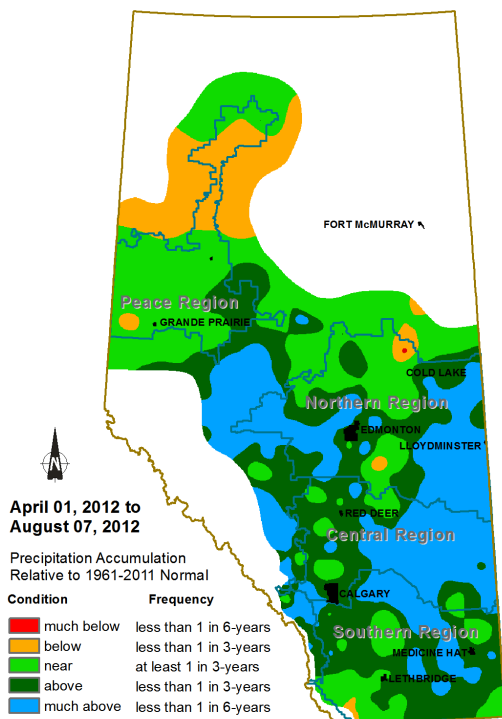 FORT McMURRAY
Peace Region
GRANDE PRAIRIE
COLD LAKE
Northern Region
EDMONTON
LLOYDMINSTER
N
April 01, 2012 to
August 07, 2012
RED DEER
Central Region
Precipitation Accumulation
Relative to 1961-2011 Normal
CALGARY
Condition Frequency
much below less than 1 in 6-years
Southern Region
below less than 1 in 3-years
MEDICINE HAT
near at least 1 in 3-years
LETHBRIDGE
above less than 1 in 3-years
much above less than 1 in 6-years